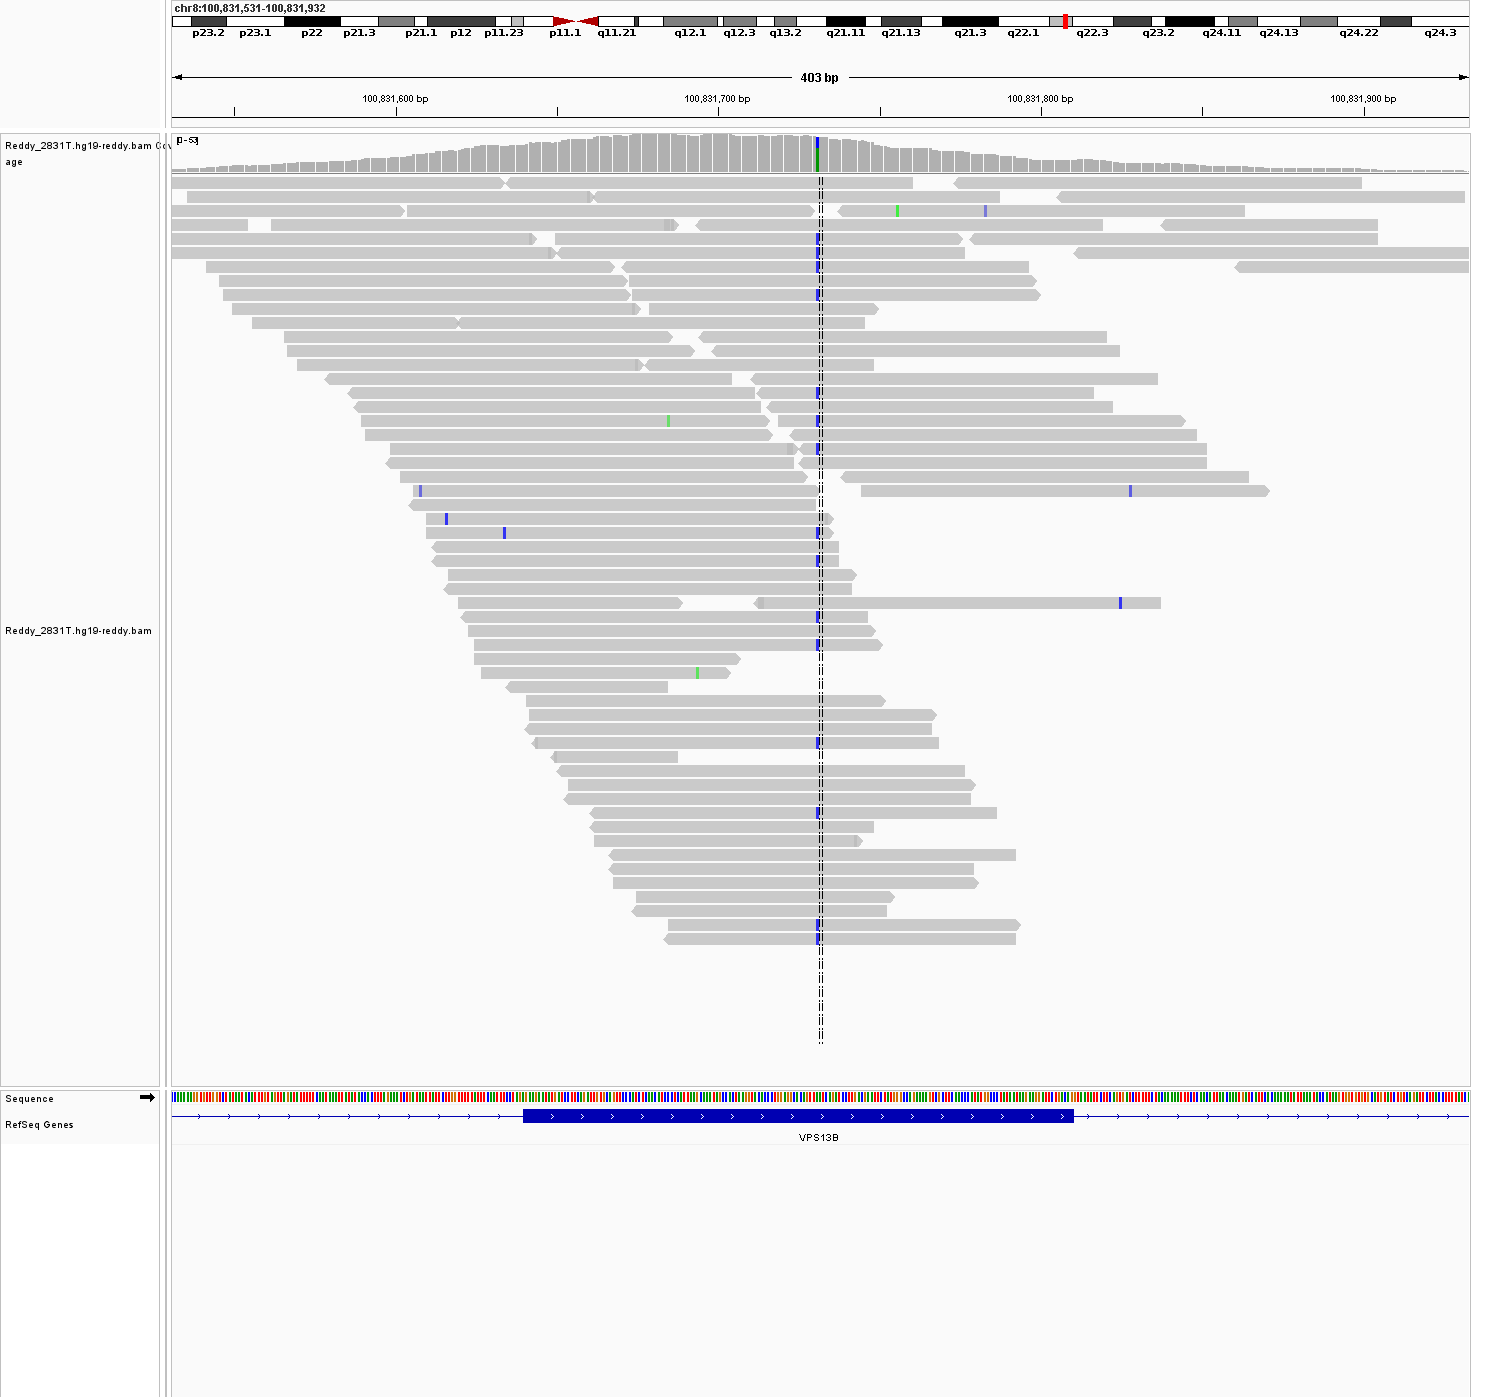 chr8:100,831,531-100,831,932
p23.2 p23.1 p22 p21.3 p21.1 p12 p11.23 p11.1 q11.21 q12.1 q12.3 q13.2 q21.11 q21.13 q21.3 q22.1 q22.3 q23.2 q24.11 q24.13 q24.22 q24.3
403 bp
100,831,600 bp 100,831,700 bp 100,831,800 bp 100,831,900 bp
[0-53]
Reddy_2831T.hg19-reddy.bam Cov
age
Reddy_2831T.hg19-reddy.bam
Sequence
RefSeq Genes
VPS13B